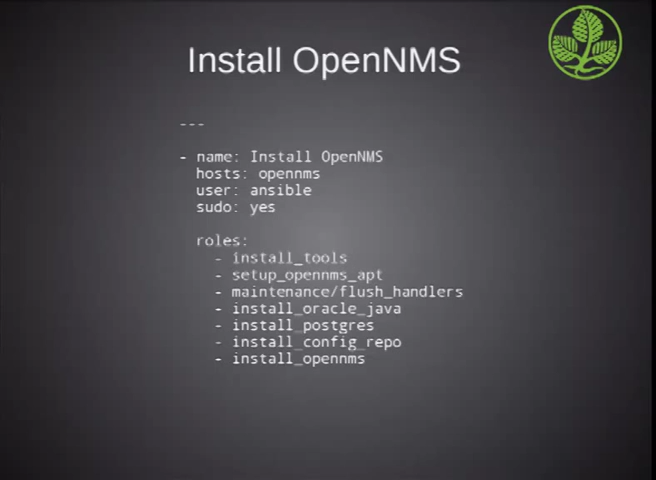 Install OpenNMS
---
- name: Install OpenNMS
hosts: opennms
user: ansible
sudo: yes
roles:
- install_tools
- setup_opennms_apt
- maintenance/flush_handlers
- install_oracle_java
- install_postgres
- install_config_repo
- install_opennms